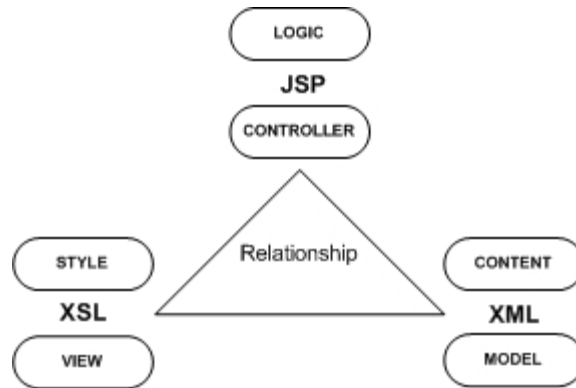 LOGIC
JSP
CONTROLLER
Relationship
STYLE
XSL
VIEW
CONTENT
XML
MODEL